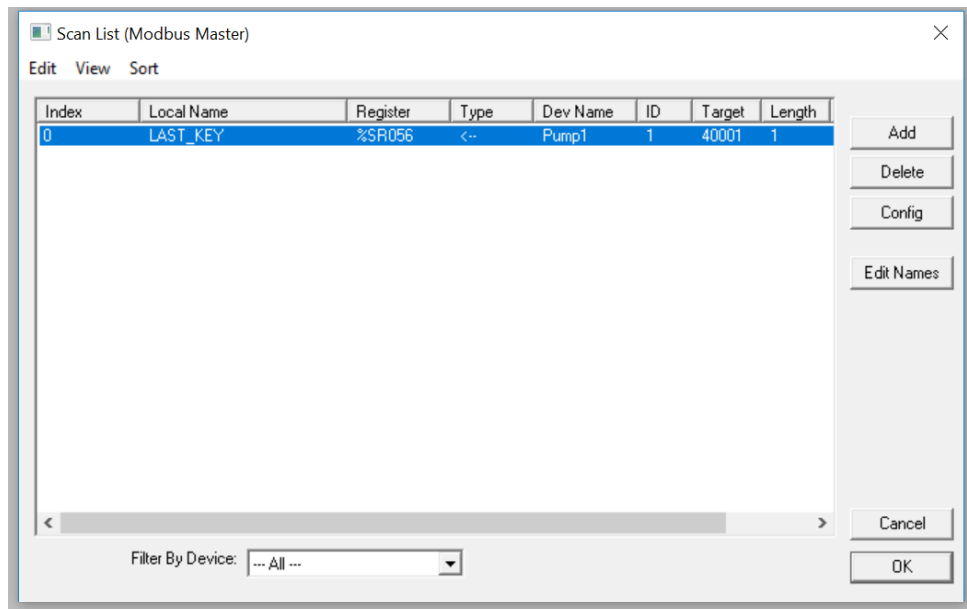 Scan List (Modbus Master)
Edit View Sort
Index Local Name Register Type Dev Name ID Target Length
0 LAST_KEY %SR056 <-- Pump1 1 40001 1
Add
Delete
Config
Edit Names
Cancel
Filter By Device: --- All ---
OK